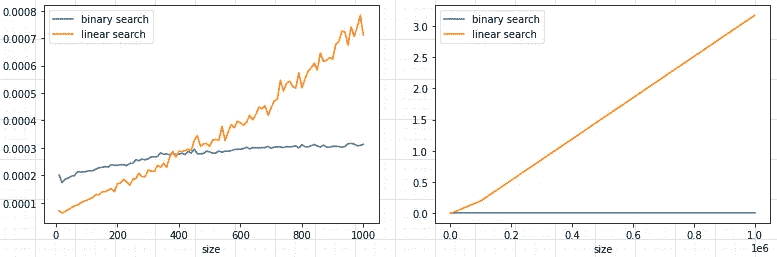 binary search
linear search
0.0008
0.0007
0.0006
0.0005
0.0004
0.0003
0.0002
0.0001
0 200 400 600 800 1000
size
binary search
linear search
3.0
2.5
2.0
1.5
1.0
0.5
0.0
0.0 0.2 0.4 0.6 0.8 1.0
size
1e6